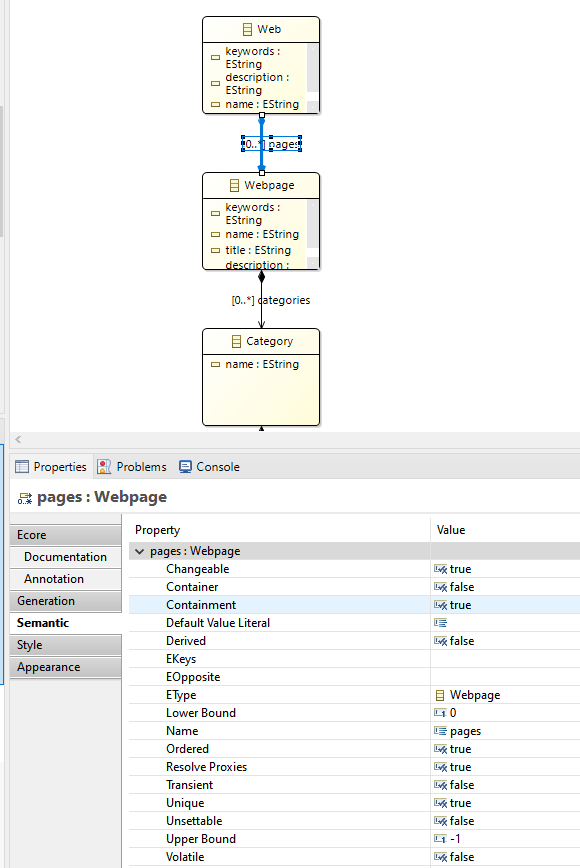 Web
keywords :
EString
description :
EString
name : EString
[0..*] pages
Webpage
keywords :
EString
name : EString
title : EString
description :
[0..*] categories
Category
name : EString
Properties
Problems
Console
0..*
pages : Webpage
Ecore
Documentation
Annotation
Generation
Semantic
Style
Appearance
Property Value
pages : Webpage
Changeable true
Container false
Containment true
Default Value Literal
Derived false
EKeys
EOpposite
EType Webpage
Lower Bound 0
Name pages
Ordered true
Resolve Proxies true
Transient false
Unique true
Unsettable false
Upper Bound -1
Volatile false